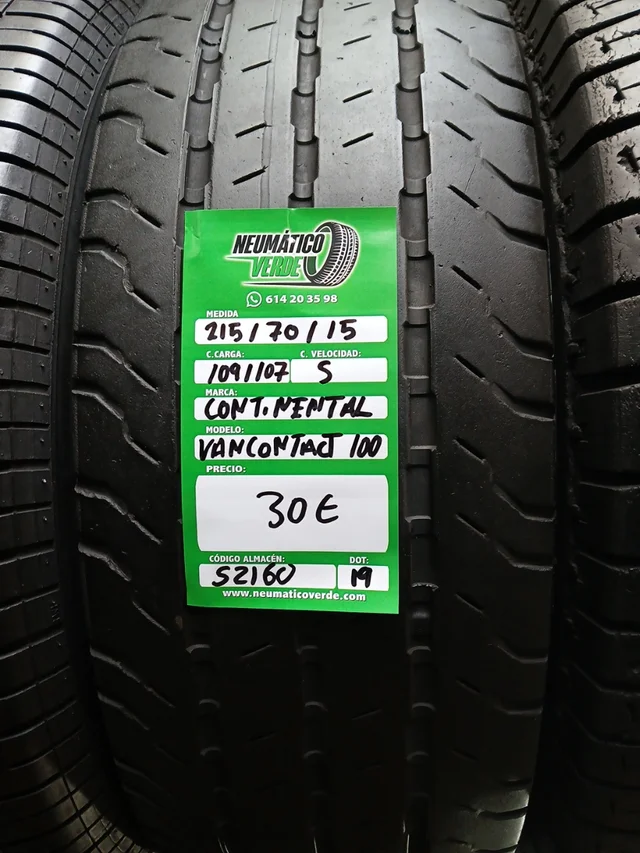 NEUMÁTICO
VERDE
614 20 35 98
MEDIDA
215/70/15
C.CARGA: C. VELOCIDAD:
109/107 S
MARCA:
CONTINENTAL
MODELO:
VANCONTACT 100
PRECIO:
30€
CÓDIGO ALMACÉN: DOT:
S2160 19
www.neumaticoverde.com